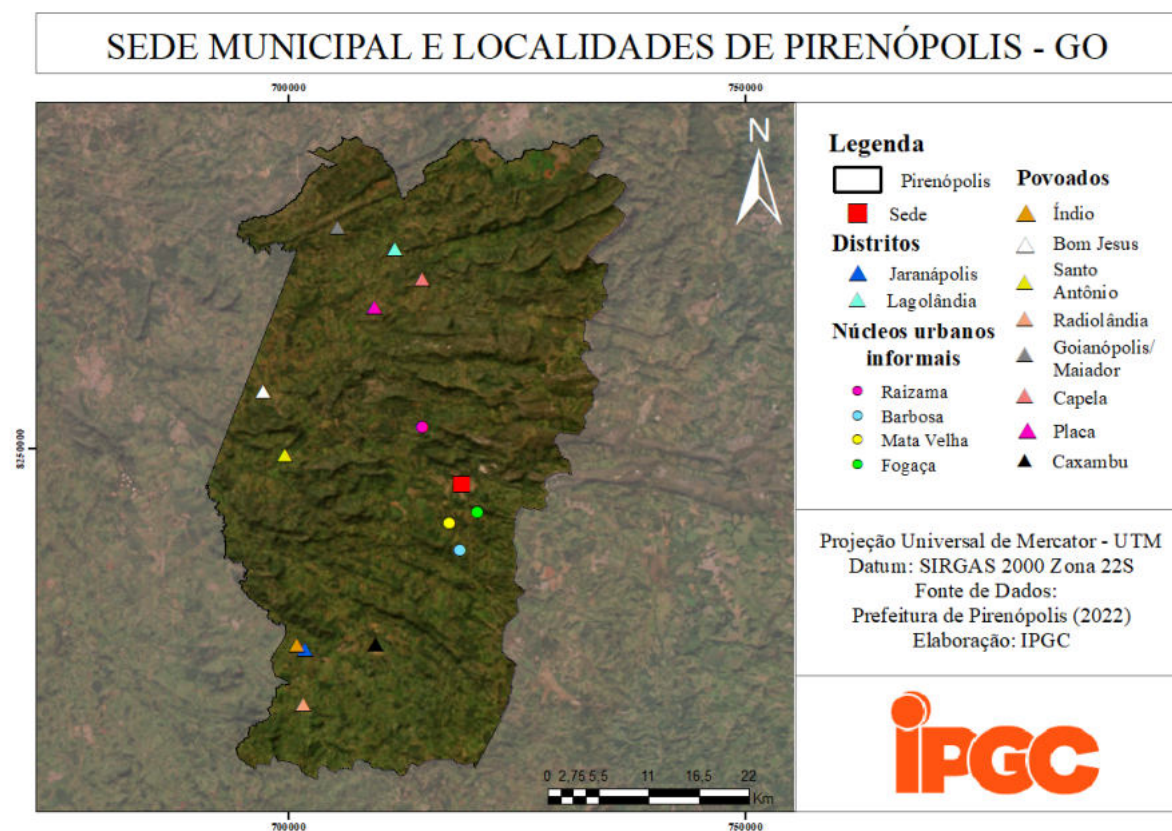 SEDE MUNICIPAL E LOCALIDADES DE PIRENÓPOLIS - GO
700000
750000
N
8250000
0 2,75 5,5 11 16,5 22
Km
700000
750000
Legenda
Pirenópolis
Sede
Distritos
Jaranápolis
Lagolândia
Núcleos urbanos
informais
Raizama
Barbosa
Mata Velha
Fogaça
Povoados
Índio
Bom Jesus
Santo
Antônio
Radiolândia
Goianópolis/
Maiador
Capela
Placa
Caxambu
Projeção Universal de Mercator - UTM
Datum: SIRGAS 2000 Zona 22S
Fonte de Dados:
Prefeitura de Pirenópolis (2022)
Elaboração: IPGC
iPGC